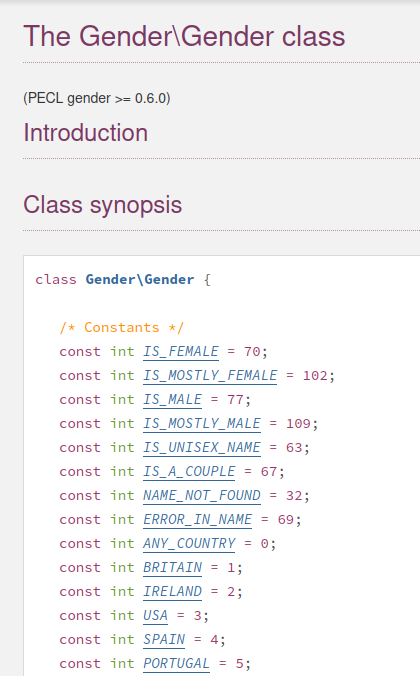 The Gender\Gender class
(PECL gender >= 0.6.0)
Introduction
Class synopsis
class Gender\Gender {
/* Constants */
const int IS_FEMALE = 70;
const int IS_MOSTLY_FEMALE = 102;
const int IS_MALE = 77;
const int IS_MOSTLY_MALE = 109;
const int IS_UNISEX_NAME = 63;
const int IS_A_COUPLE = 67;
const int NAME_NOT_FOUND = 32;
const int ERROR_IN_NAME = 69;
const int ANY_COUNTRY = 0;
const int BRITAIN = 1;
const int IRELAND = 2;
const int USA = 3;
const int SPAIN = 4;
const int PORTUGAL = 5;